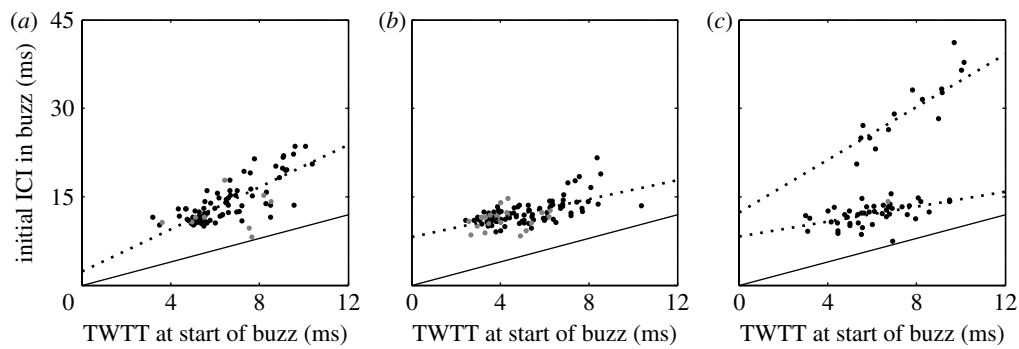 (a) (b) (c)
45
30
15
0
4 8 12 0 4 8 12 0 4 8 12
initial ICI in buzz (ms)
TWTT at start of buzz (ms) TWTT at start of buzz (ms) TWTT at start of buzz (ms)